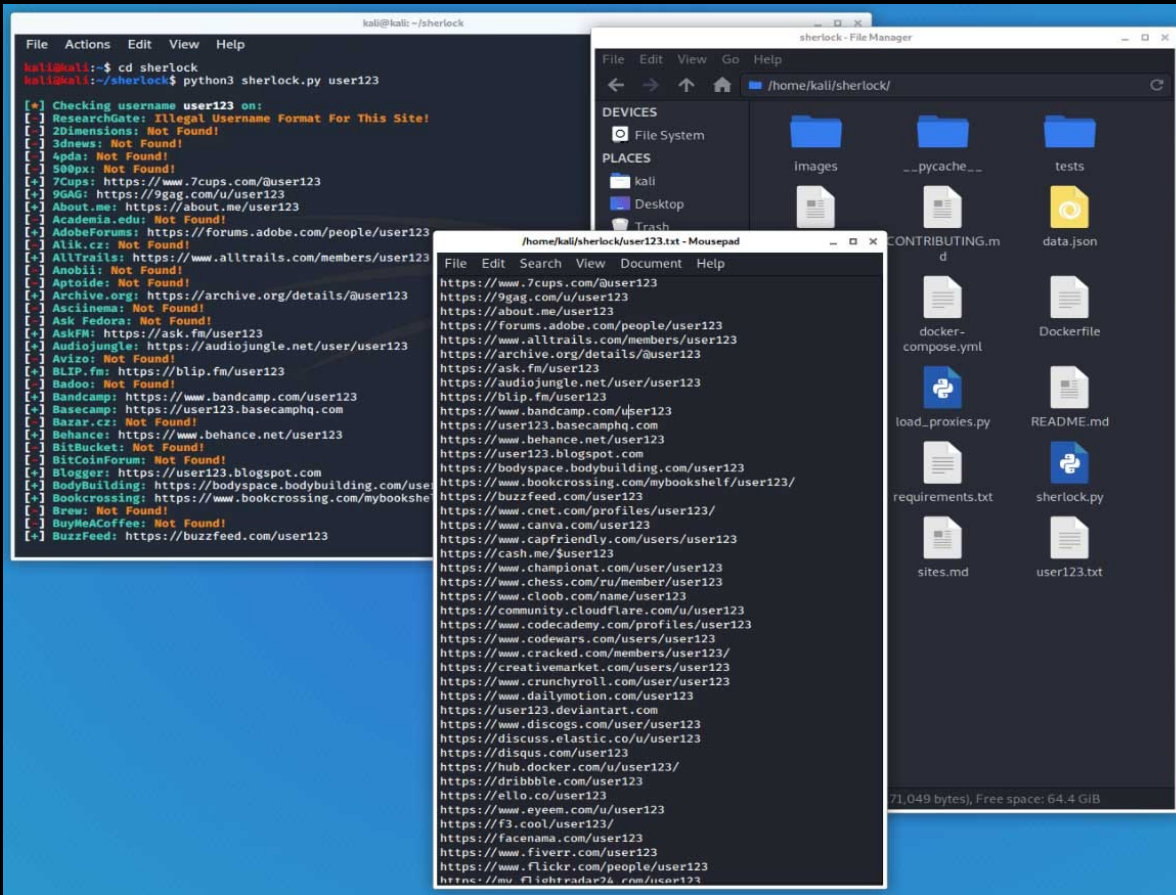 kali@kali: ~/sherlock
File Actions Edit View Help
kali@kali:~$ cd sherlock
kali@kali:~/sherlock$ python3 sherlock.py user123
[*] Checking username user123 on:
[-] ResearchGate: Illegal Username Format For This Site!
[-] 2Dimensions: Not Found!
[-] 3dnews: Not Found!
[-] 4pda: Not Found!
[-] 500px: Not Found!
[+] 7Cups: https://www.7cups.com/@user123
[+] 9GAG: https://9gag.com/u/user123
[+] About.me: https://about.me/user123
[-] Academia.edu: Not Found!
[+] AdobeForums: https://forums.adobe.com/people/user123
[-] Alik.cz: Not Found!
[+] AllTrails: https://www.alltrails.com/members/user123
[-] Anobii: Not Found!
[-] Aptoide: Not Found!
[+] Archive.org: https://archive.org/details/@user123
[-] Asciinema: Not Found!
[-] Ask Fedora: Not Found!
[+] AskFM: https://ask.fm/user123
[+] Audiojungle: https://audiojungle.net/user/user123
[-] Avizo: Not Found!
[+] BLIP.fm: https://blip.fm/user123
[-] Badoo: Not Found!
[+] Bandcamp: https://www.bandcamp.com/user123
[+] Basecamp: https://user123.basecamphq.com
[-] Bazar.cz: Not Found!
[+] Behance: https://www.behance.net/user123
[-] BitBucket: Not Found!
[-] BitCoinForum: Not Found!
[+] Blogger: https://user123.blogspot.com
[+] BodyBuilding: https://bodyspace.bodybuilding.com/use
[+] Bookcrossing: https://www.bookcrossing.com/mybookshe
[-] Brew: Not Found!
[-] BuyMeACoffee: Not Found!
[+] BuzzFeed: https://buzzfeed.com/user123
sherlock - File Manager
File Edit View Go Help
/home/kali/sherlock/
DEVICES
File System
PLACES
kali
Desktop
Trash
images
__pycache__
tests
CONTRIBUTING.m
d
data.json
docker-
compose.yml
Dockerfile
load_proxies.py
README.md
requirements.txt
sherlock.py
sites.md
user123.txt
71,049 bytes), Free space: 64.4 GiB
/home/kali/sherlock/user123.txt - Mousepad
File Edit Search View Document Help
https://www.7cups.com/@user123
https://9gag.com/u/user123
https://about.me/user123
https://forums.adobe.com/people/user123
https://www.alltrails.com/members/user123
https://archive.org/details/@user123
https://ask.fm/user123
https://audiojungle.net/user/user123
https://blip.fm/user123
https://www.bandcamp.com/user123
https://user123.basecamphq.com
https://www.behance.net/user123
https://user123.blogspot.com
https://bodyspace.bodybuilding.com/user123
https://www.bookcrossing.com/mybookshelf/user123/
https://buzzfeed.com/user123
https://www.cnet.com/profiles/user123/
https://www.canva.com/user123
https://www.capfriendly.com/users/user123
https://cash.me/$user123
https://www.championat.com/user/user123
https://www.chess.com/ru/member/user123
https://www.cloob.com/name/user123
https://community.cloudflare.com/u/user123
https://www.codecademy.com/profiles/user123
https://www.codewars.com/users/user123
https://www.cracked.com/members/user123/
https://creativemarket.com/users/user123
https://www.crunchyroll.com/user/user123
https://www.dailymotion.com/user123
https://user123.deviantart.com
https://www.discogs.com/user/user123
https://discuss.elastic.co/u/user123
https://disqus.com/user123
https://hub.docker.com/u/user123/
https://dribbble.com/user123
https://ello.co/user123
https://www.eyeem.com/u/user123
https://f3.cool/user123/
https://facenama.com/user123
https://www.fiverr.com/user123
https://www.flickr.com/people/user123
https://my.flightradar24.com/user123